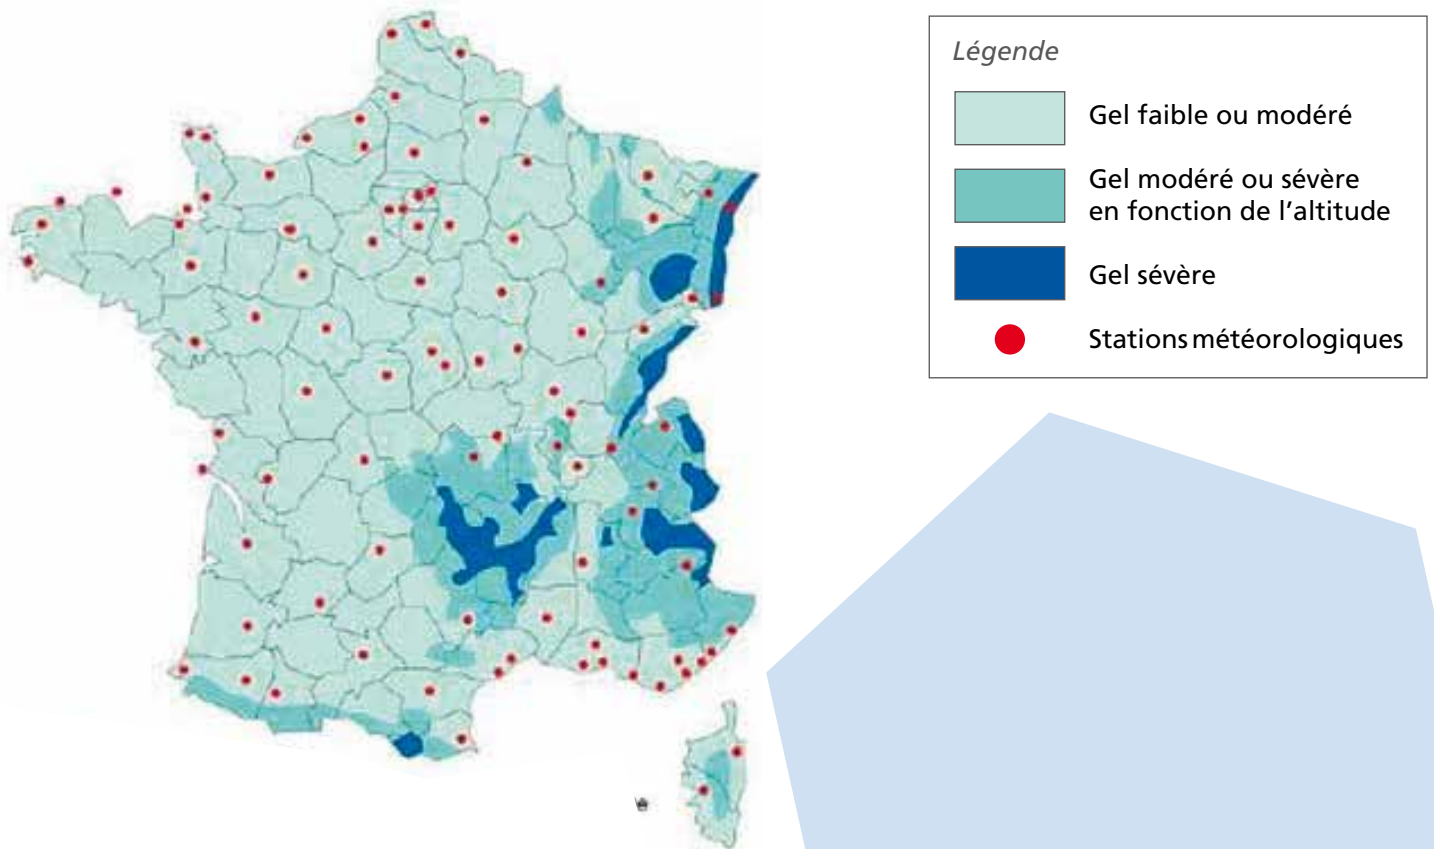 Légende
Gel faible ou modéré
Gel modéré ou sévère
en fonction de l'altitude
Gel sévère
Stations météorologiques